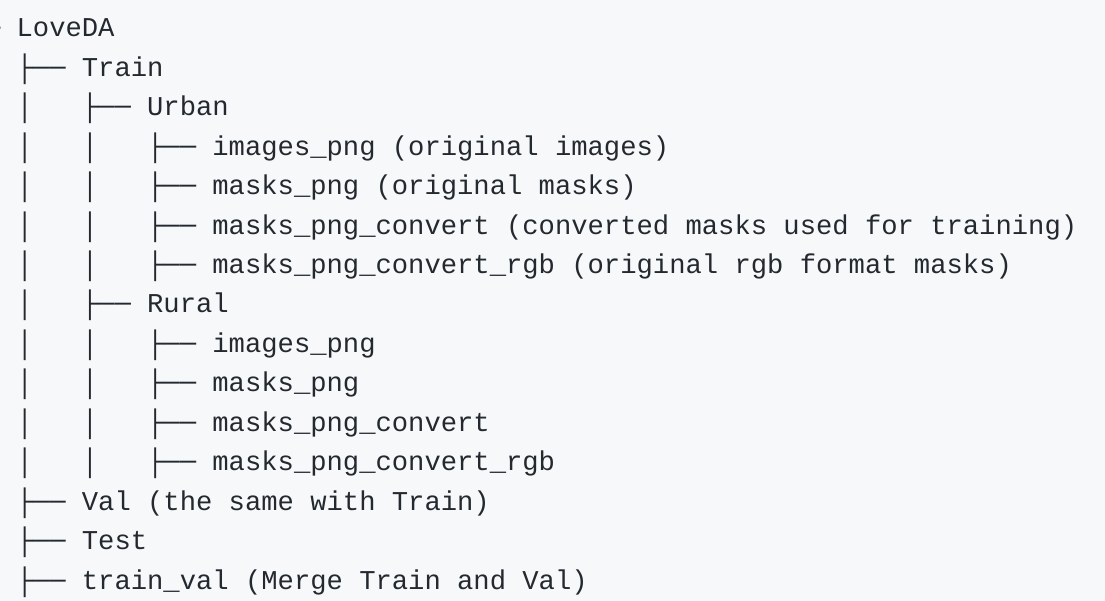 LoveDA
├── Train
│   ├── Urban
│   │   ├── images_png (original images)
│   │   ├── masks_png (original masks)
│   │   ├── masks_png_convert (converted masks used for training)
│   │   ├── masks_png_convert_rgb (original rgb format masks)
│   ├── Rural
│   │   ├── images_png
│   │   ├── masks_png
│   │   ├── masks_png_convert
│   │   ├── masks_png_convert_rgb
├── Val (the same with Train)
├── Test
├── train_val (Merge Train and Val)